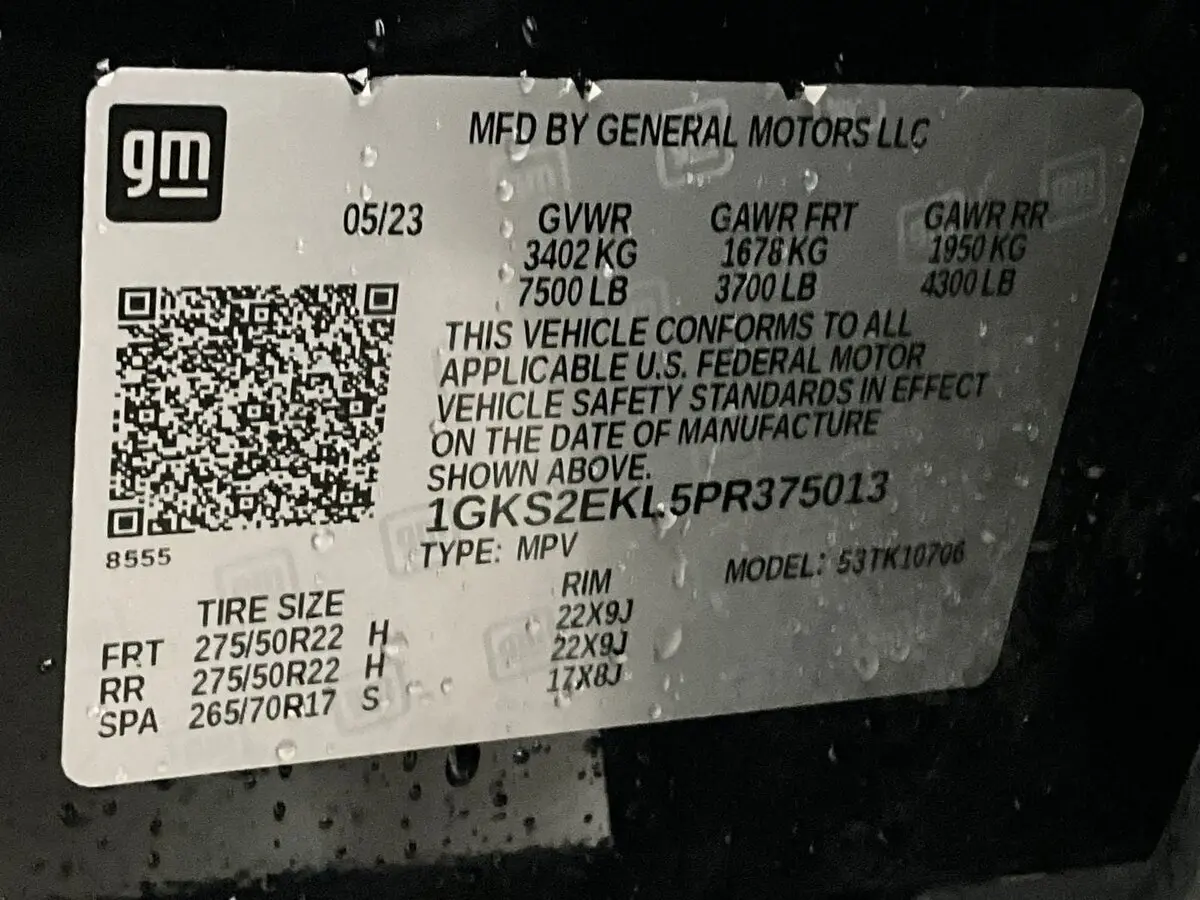 gm
MFD BY GENERAL MOTORS LLC
05/23
GVWR GAWR FRT GAWR RR
3402 KG 1678 KG 1950 KG
7500 LB 3700 LB 4300 LB
THIS VEHICLE CONFORMS TO ALL
APPLICABLE U.S. FEDERAL MOTOR
VEHICLE SAFETY STANDARDS IN EFFECT
ON THE DATE OF MANUFACTURE
SHOWN ABOVE.
1GKS2EKL5PR375013
8555
TYPE: MPV MODEL: 53TK10706
TIRE SIZE RIM
FRT 275/50R22 H 22X9J
RR 275/50R22 H 22X9J
SPA 265/70R17 S 17X8J